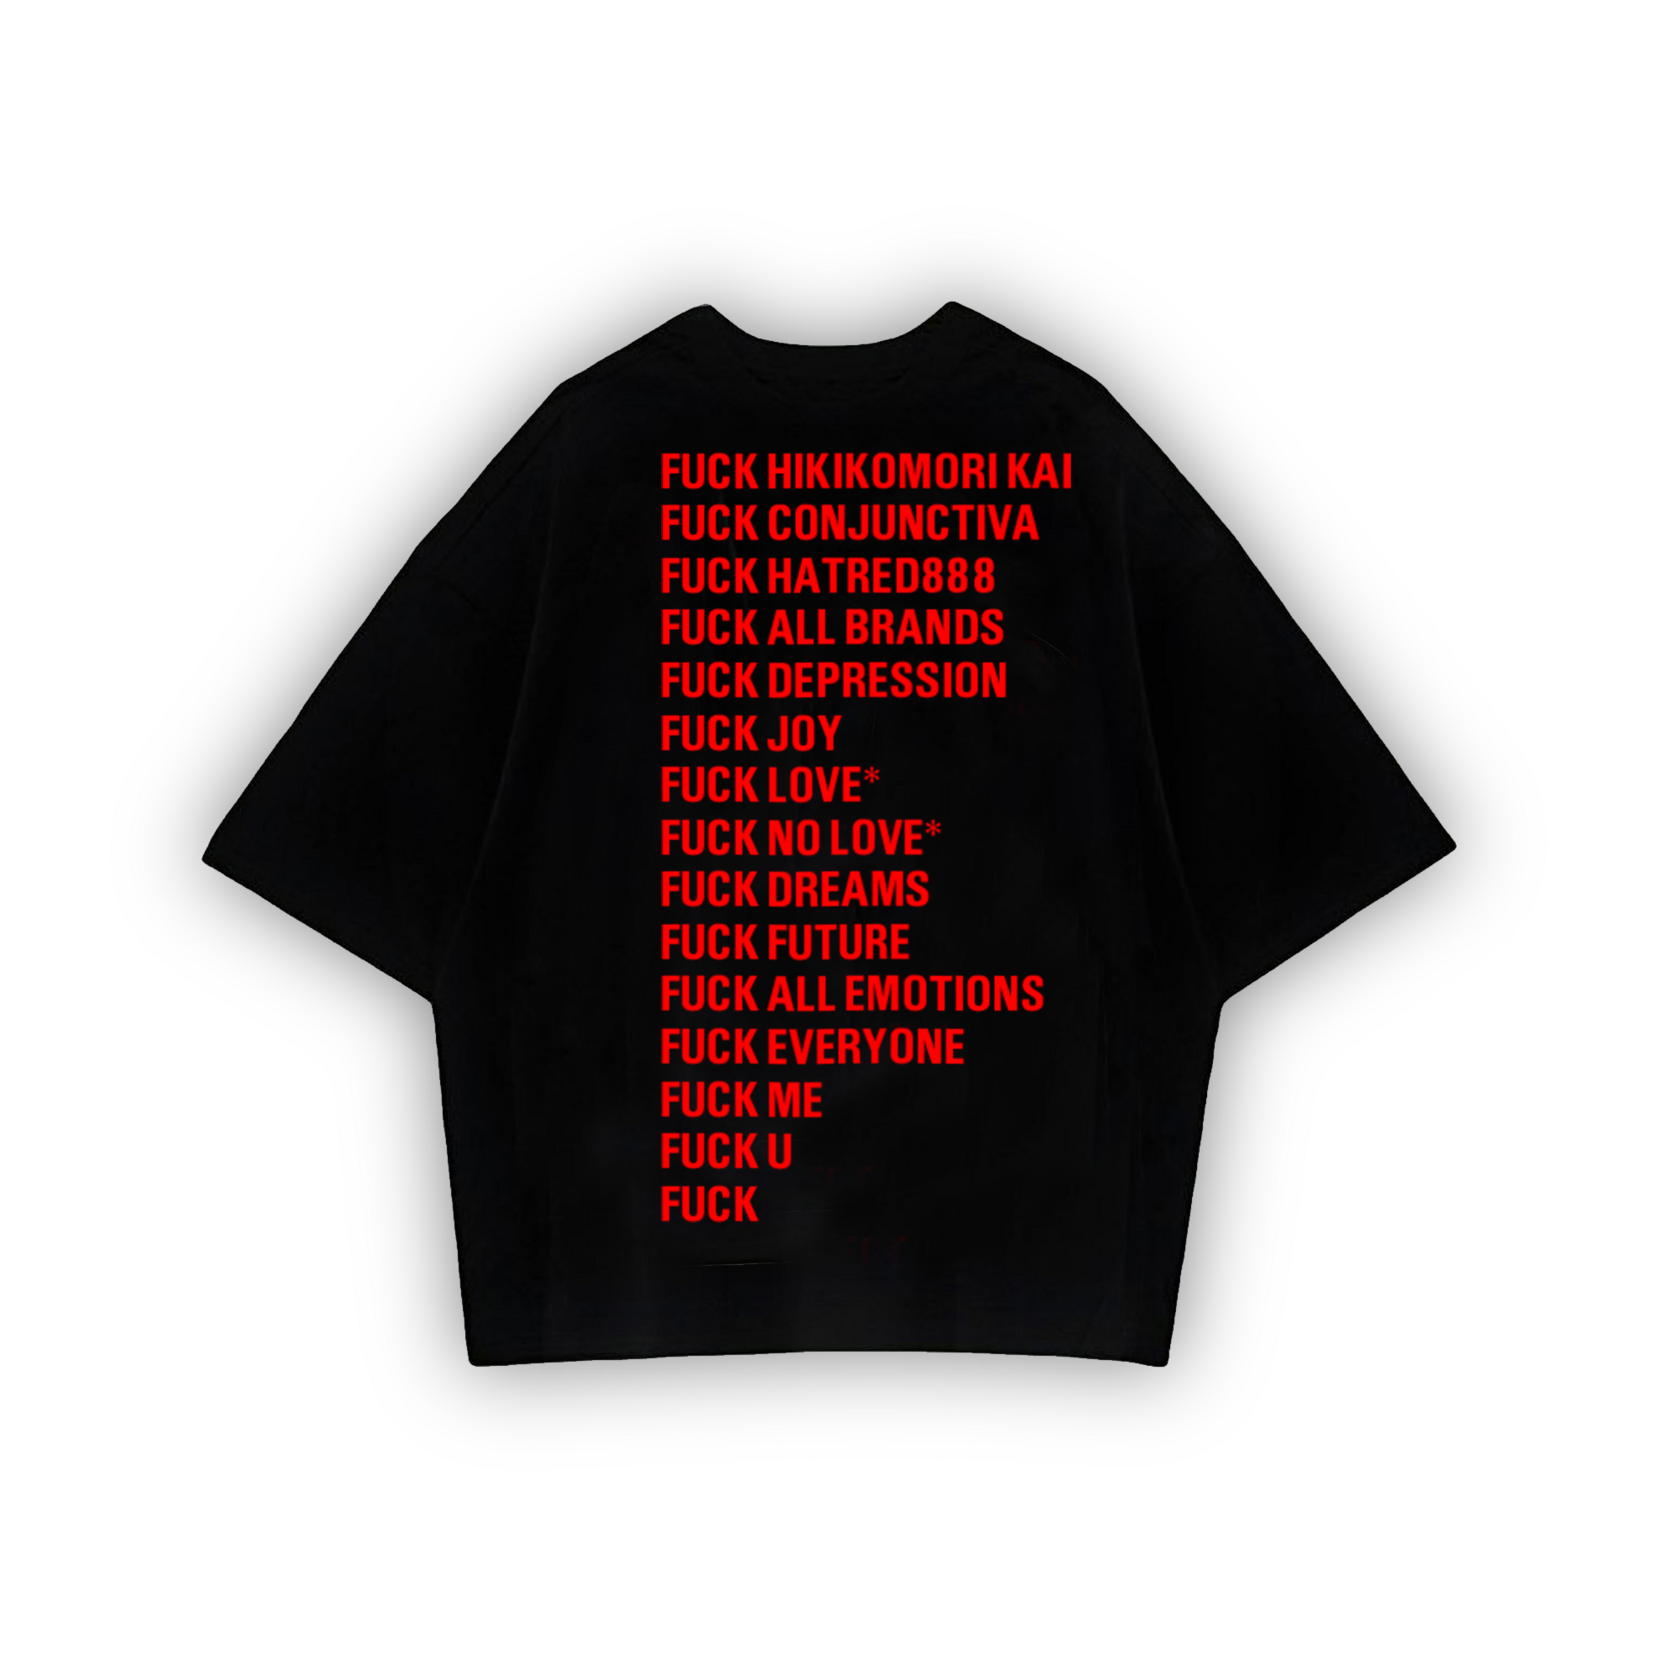 FUCK HIKIKOMORI KAI
FUCK CONJUNCTIVA
FUCK HATRED888
FUCK ALL BRANDS
FUCK DEPRESSION
FUCK JOY
FUCK LOVE*
FUCK NO LOVE*
FUCK DREAMS
FUCK FUTURE
FUCK ALL EMOTIONS
FUCK EVERYONE
FUCK ME
FUCK U
FUCK